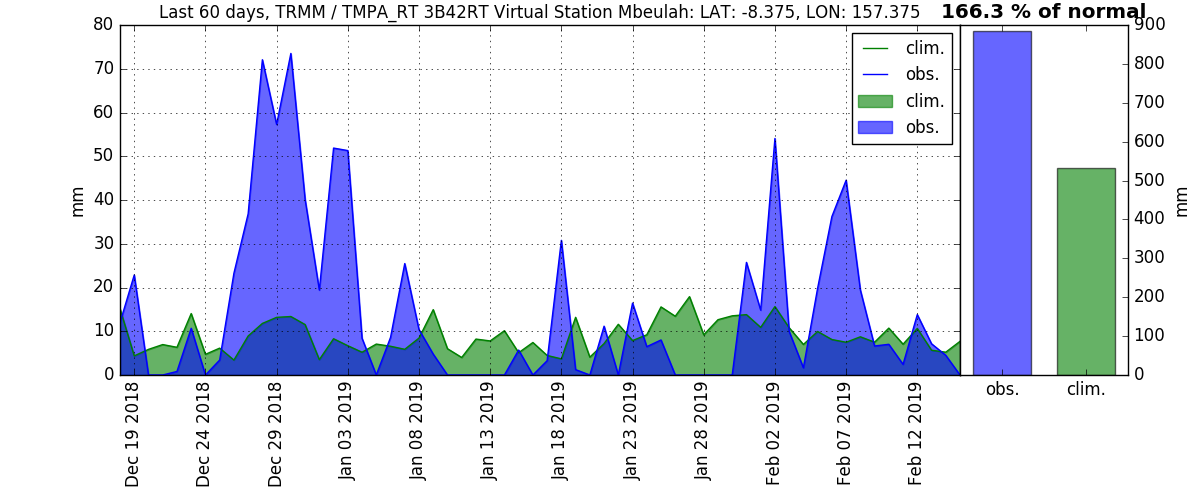 Last 60 days, TRMM / TMPA_RT 3B42RT Virtual Station Mbeulah: LAT: -8.375, LON: 157.375
166.3 % of normal
80
70
60
50
40
30
20
10
0
mm
clim.
obs.
clim.
obs.
900
800
700
600
500
400
300
200
100
0
mm
obs.
clim.
Dec 19 2018
Dec 24 2018
Dec 29 2018
Jan 03 2019
Jan 08 2019
Jan 13 2019
Jan 18 2019
Jan 23 2019
Jan 28 2019
Feb 02 2019
Feb 07 2019
Feb 12 2019